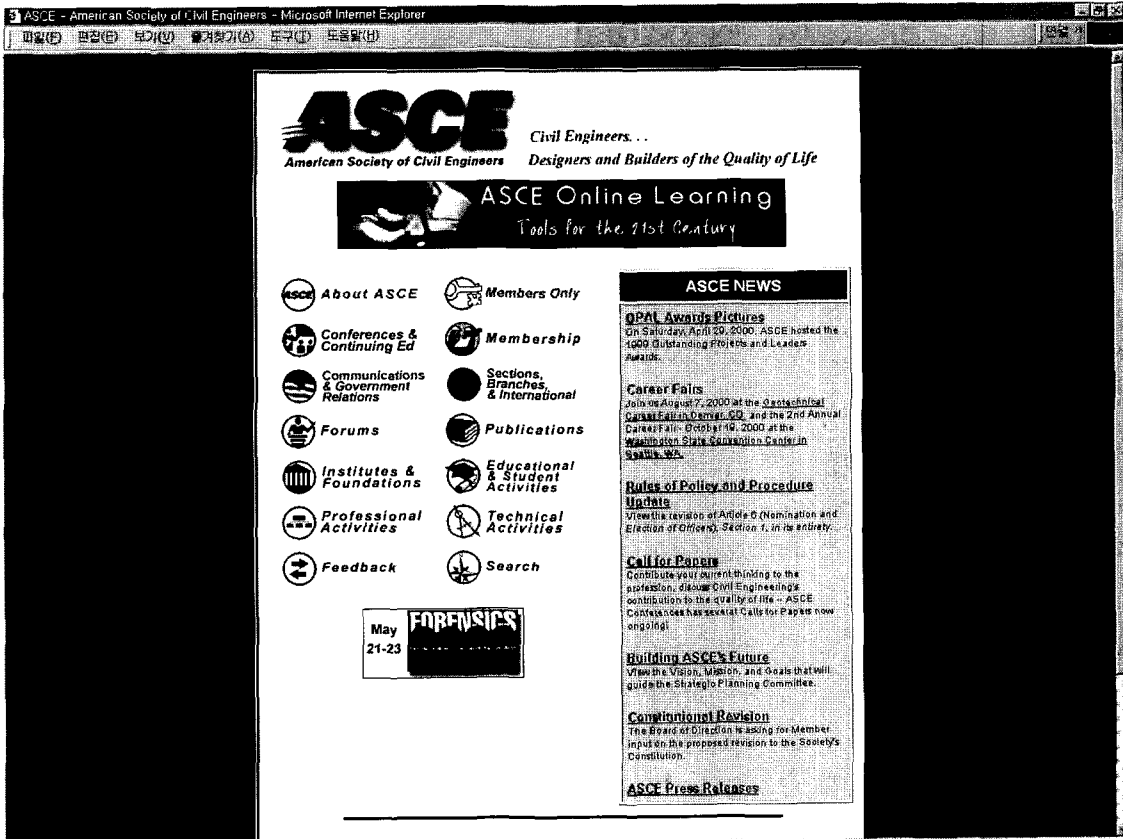 ASCE - American Society of Civil Engineers - Microsoft Internet Explorer
파일(F) 편집(E) 보기(V) 즐겨찾기(A) 도구(T) 도움말(H)
ASCE
American Society of Civil Engineers
Civil Engineers. . .
Designers and Builders of the Quality of Life
ASCE Online Learning
Tools for the 21st Century
ASCE About ASCE
Members Only
Conferences &
Continuing Ed
Membership
Communications
& Government
Relations
Sections,
Branches,
& International
Forums
Publications
Institutes &
Foundations
Educational
& Student
Activities
Professional
Activities
Technical
Activities
Feedback
Search
May
21-23
FORENSICS
ASCE NEWS
OPAL Awards Pictures
On Saturday, April 29, 2000, ASCE hosted the
1999 Outstanding Projects and Leaders
Awards.
Career Fairs
Join us August 7, 2000 at the Geotechnical
Career Fair in Denver, CO, and the 2nd Annual
Career Fair - October 19, 2000 at the
Washington State Convention Center in
Seattle, WA.
Rules of Policy and Procedure
Update
View the revision of Article 6 (Nomination and
Election of Officers), Section 1, in its entirety.
Call for Papers
Contribute your current thinking to the
profession, discuss Civil Engineering's
contribution to the quality of life -- ASCE
Conferences has several Calls for Papers now
ongoing!
Building ASCE's Future
View the Vision, Mission, and Goals that will
guide the Strategic Planning Committee.
Constitutional Revision
The Board of Direction is asking for Member
input on the proposed revision to the Society's
Constitution.
ASCE Press Releases